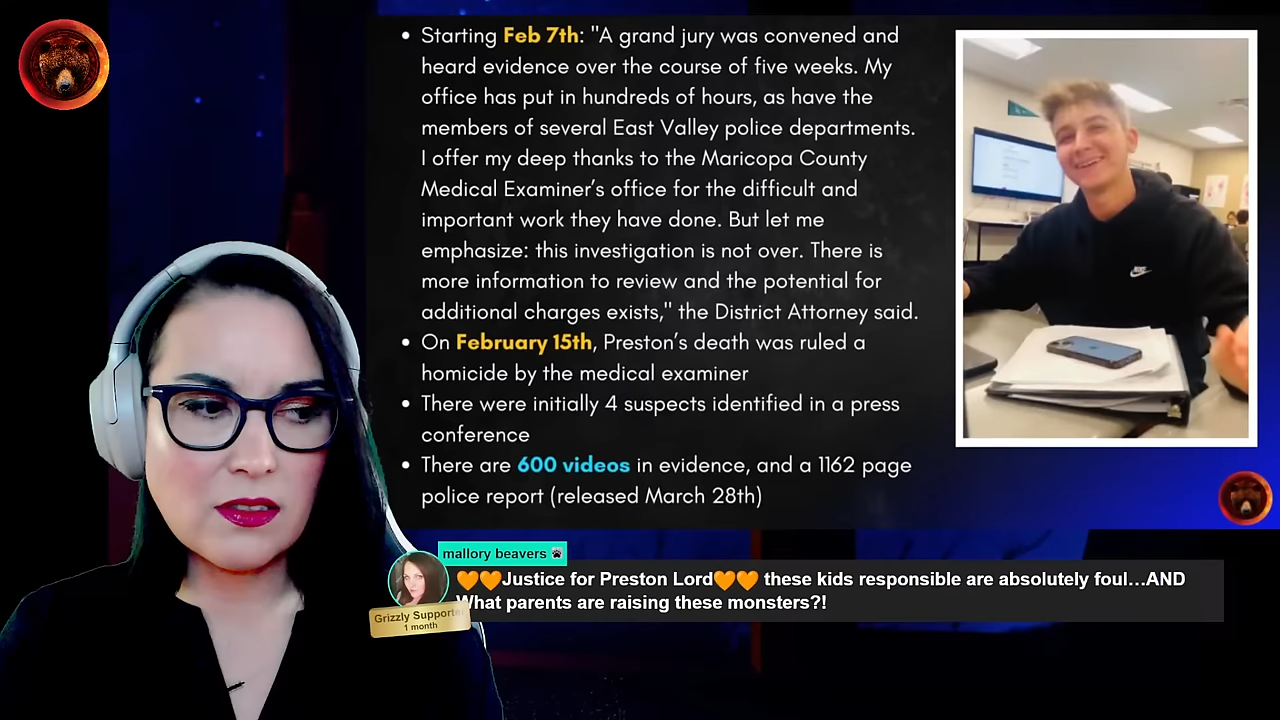 • Starting Feb 7th: "A grand jury was convened and
heard evidence over the course of five weeks. My
office has put in hundreds of hours, as have the
members of several East Valley police departments.
I offer my deep thanks to the Maricopa County
Medical Examiner’s office for the difficult and
important work they have done. But let me
emphasize: this investigation is not over. There is
more information to review and the potential for
additional charges exists," the District Attorney said.
• On February 15th, Preston’s death was ruled a
homicide by the medical examiner
• There were initially 4 suspects identified in a press
conference
• There are 600 videos in evidence, and a 1162 page
police report (released March 28th)
mallory beavers 🐾
🧡🧡Justice for Preston Lord🧡🧡 these kids responsible are absolutely foul...AND
What parents are raising these monsters?!
Grizzly Supporte
1 month